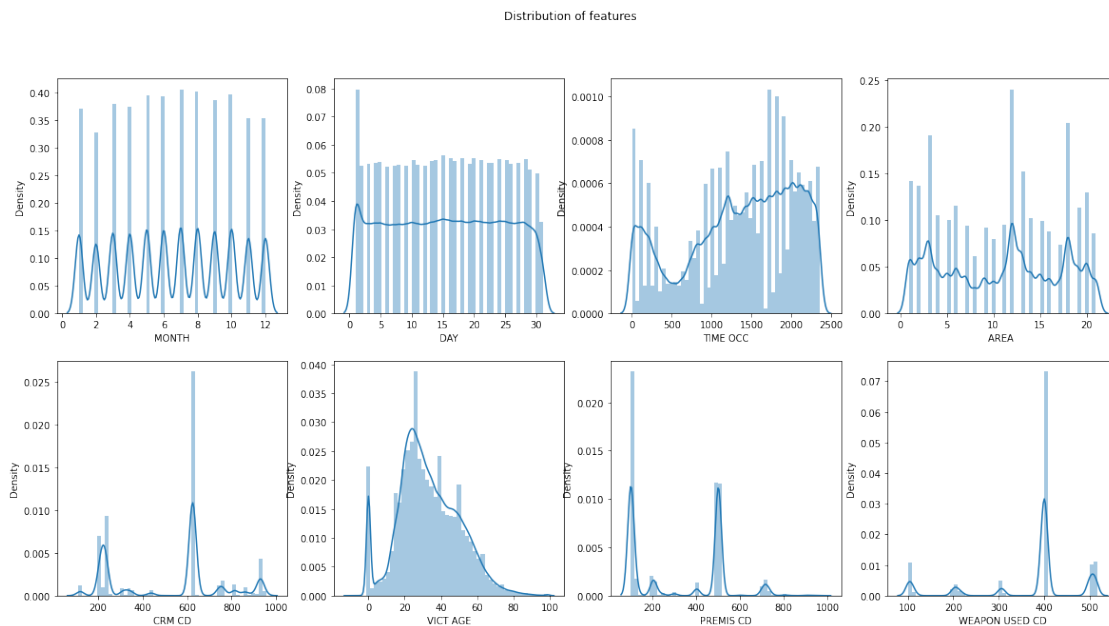 Distribution of features
Density
0.40
0.35
0.30
0.25
0.20
0.15
0.10
0.05
0.00
0 2 4 6 8 10 12
MONTH
Density
0.08
0.07
0.06
0.05
0.04
0.03
0.02
0.01
0.00
0 5 10 15 20 25 30
DAY
Density
0.0010
0.0008
0.0006
0.0004
0.0002
0.0000
0 500 1000 1500 2000 2500
TIME OCC
Density
0.25
0.20
0.15
0.10
0.05
0.00
0 5 10 15 20
AREA
Density
0.025
0.020
0.015
0.010
0.005
0.000
200 400 600 800 1000
CRM CD
Density
0.040
0.035
0.030
0.025
0.020
0.015
0.010
0.005
0.000
0 20 40 60 80 100
VICT AGE
Density
0.020
0.015
0.010
0.005
0.000
200 400 600 800 1000
PREMIS CD
Density
0.07
0.06
0.05
0.04
0.03
0.02
0.01
0.00
100 200 300 400 500
WEAPON USED CD